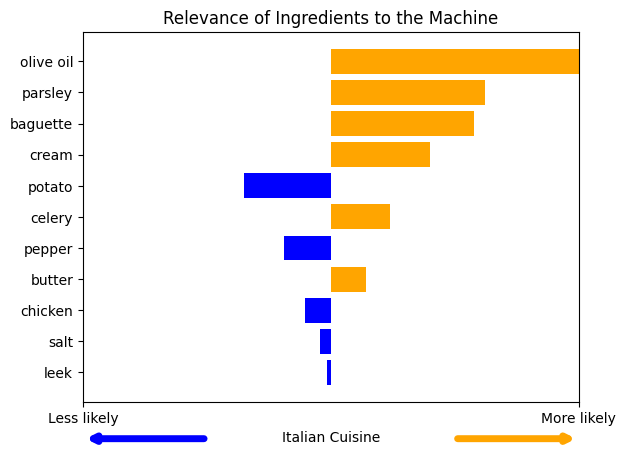 Relevance of Ingredients to the Machine
olive oil
parsley
baguette
cream
potato
celery
pepper
butter
chicken
salt
leek
Less likely
More likely
Italian Cuisine